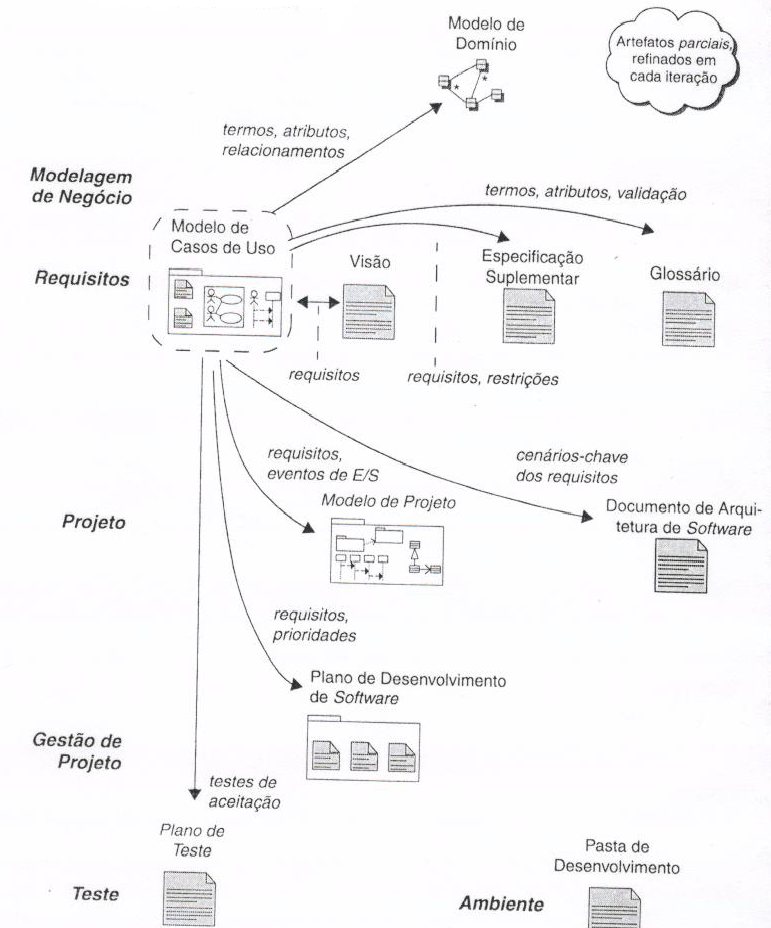 Modelo de
Domínio
Artefatos parciais,
refinados em
cada iteração
termos, atributos,
relacionamentos
Modelagem
de Negócio
termos, atributos, validação
Modelo de
Casos de Uso
Requisitos
Visão
Especificação
Suplementar
Glossário
requisitos
requisitos, restrições
requisitos,
eventos de E/S
cenários-chave
dos requisitos
Modelo de Projeto
Projeto
Documento de Arqui-
tetura de Software
requisitos,
prioridades
Plano de Desenvolvimento
de Software
Gestão de
Projeto
testes de
aceitação
Plano de
Teste
Teste
Pasta de
Desenvolvimento
Ambiente